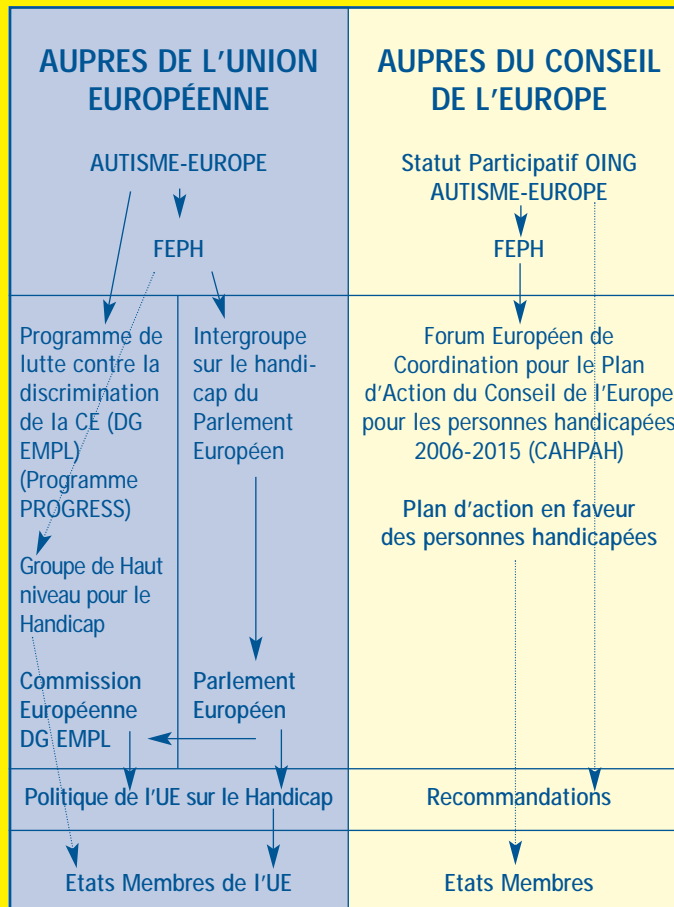 AUPRES DE L'UNION
EUROPÉENNE
AUTISME-EUROPE
FEPH
Programme de
lutte contre la
discrimination
de la CE (DG
EMPL)
(Programme
PROGRESS)
Groupe de Haut
niveau pour le
Handicap
Commission
Européenne
DG EMPL
Intergroupe
sur le handi-
cap du
Parlement
Européen
Parlement
Européen
Politique de l'UE sur le Handicap
Etats Membres de l'UE
AUPRES DU CONSEIL
DE L'EUROPE
Statut Participatif OING
AUTISME-EUROPE
FEPH
Forum Européen de
Coordination pour le Plan
d'Action du Conseil de l'Europe
pour les personnes handicapées
2006-2015 (CAHPAH)
Plan d'action en faveur
des personnes handicapées
Recommandations
Etats Membres